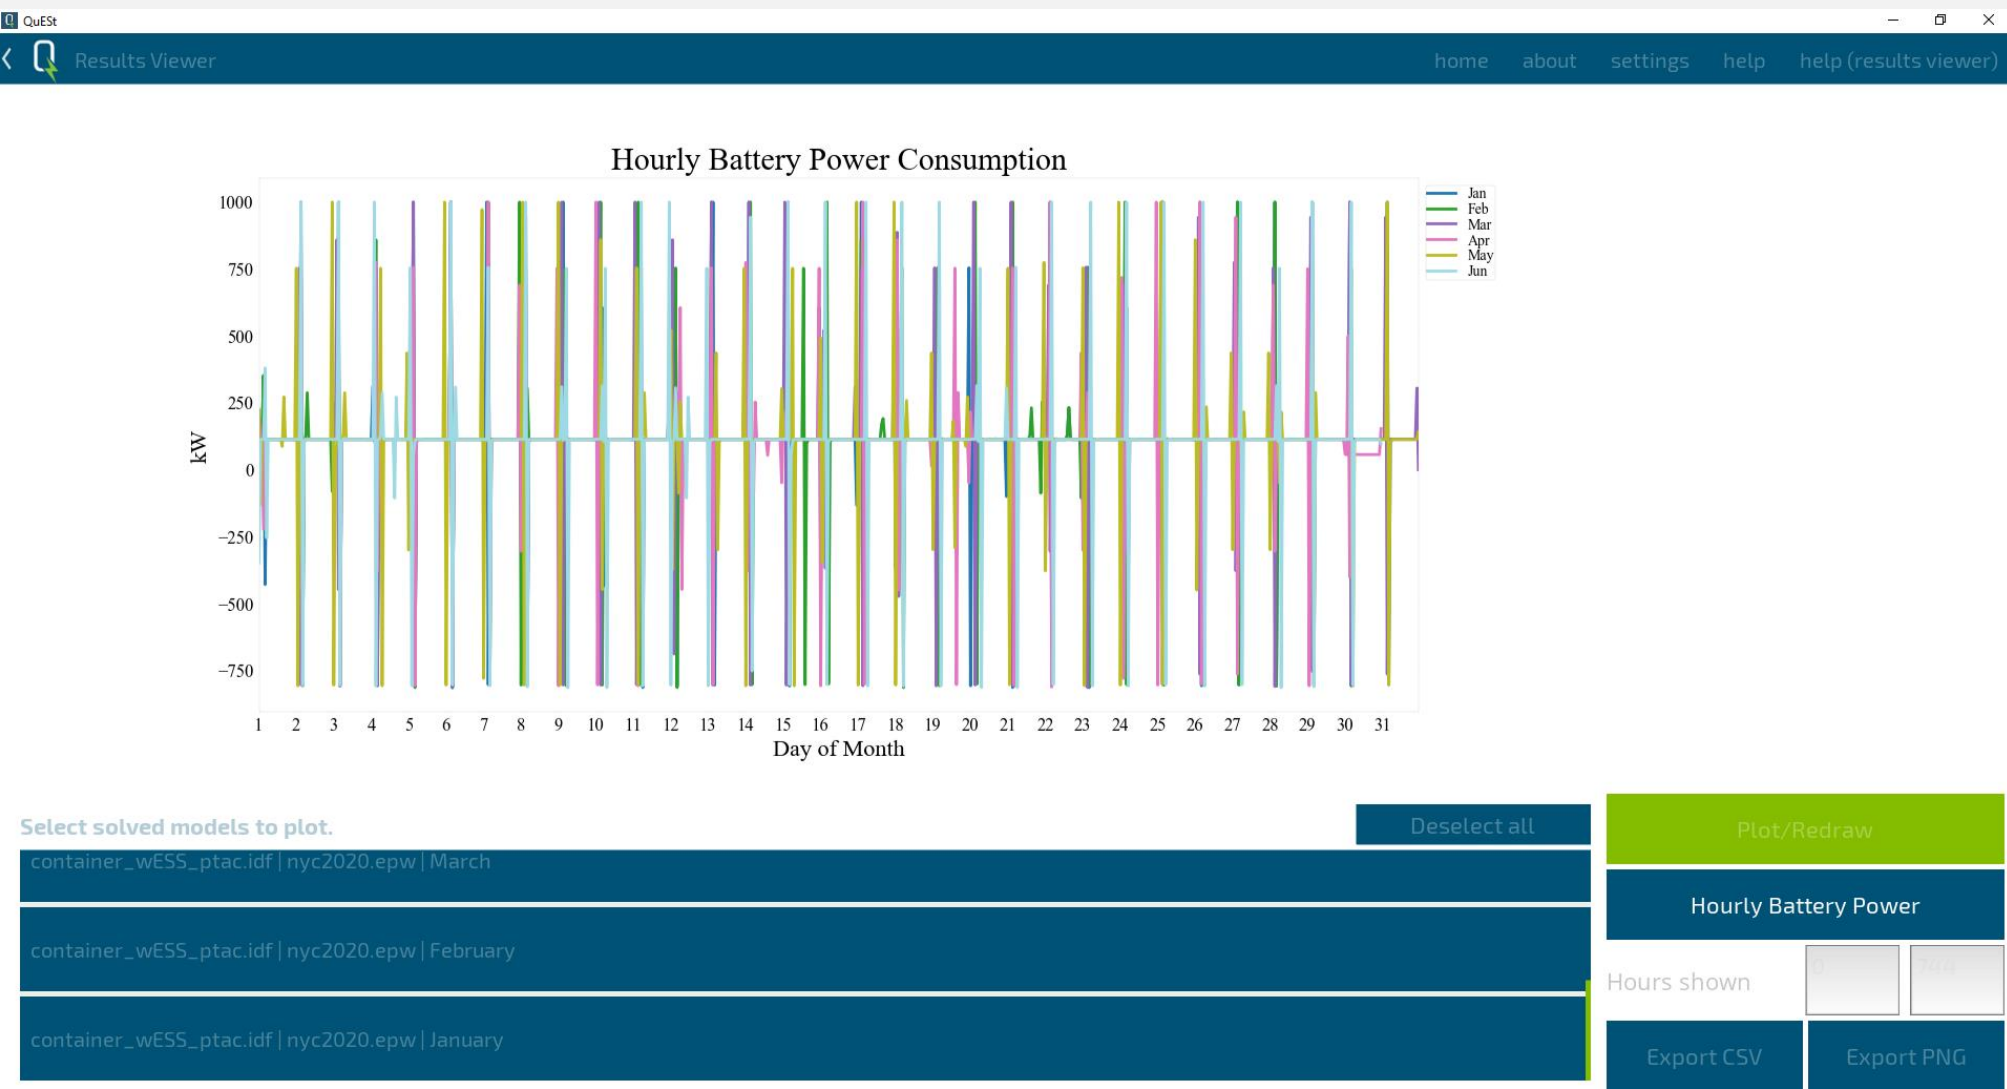 QuESt
Results Viewer
home about settings help help (results viewer)
Hourly Battery Power Consumption
1000
750
500
250
0
−250
−500
−750
kW
Jan
Feb
Mar
Apr
May
Jun
1 2 3 4 5 6 7 8 9 10 11 12 13 14 15 16 17 18 19 20 21 22 23 24 25 26 27 28 29 30 31
Day of Month
Select solved models to plot.
Deselect all
container_wESS_ptac.idf | nyc2020.epw | March
container_wESS_ptac.idf | nyc2020.epw | February
container_wESS_ptac.idf | nyc2020.epw | January
Plot/Redraw
Hourly Battery Power
Hours shown 0 744
Export CSV Export PNG